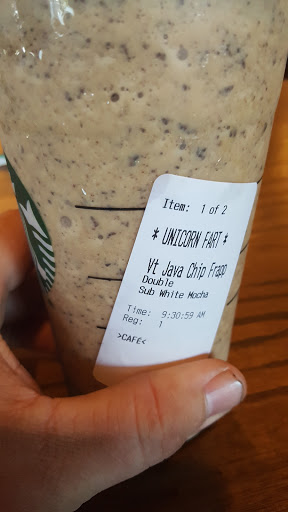 Item: 1 of 2
* UNICORN FART *
Vt Java Chip Frapp
Double
Sub White Mocha
Time: 9:30:59 AM
Reg: 1
>CAFE<